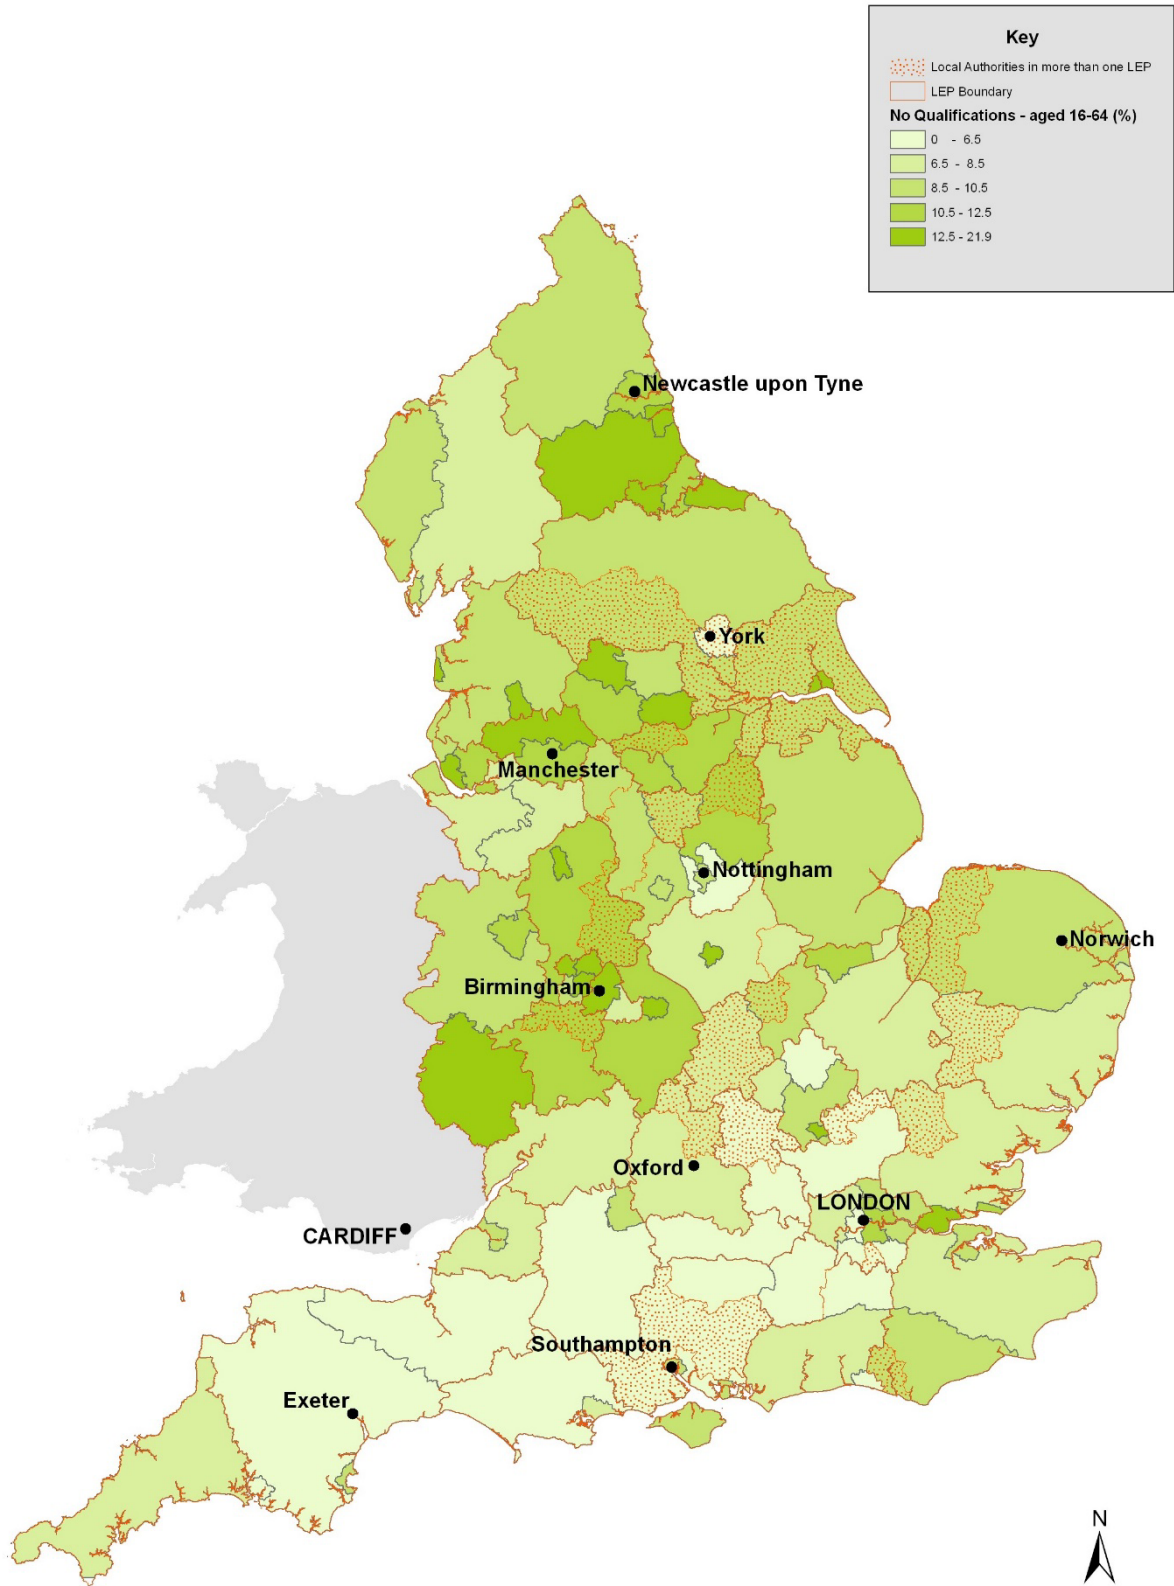 Key
Local Authorities in more than one LEP
LEP Boundary
No Qualifications - aged 16-64 (%)
0 - 6.5
6.5 - 8.5
8.5 - 10.5
10.5 - 12.5
12.5 - 21.9
Newcastle upon Tyne
York
Manchester
Nottingham
Norwich
Birmingham
Oxford
LONDON
CARDIFF
Southampton
Exeter
N